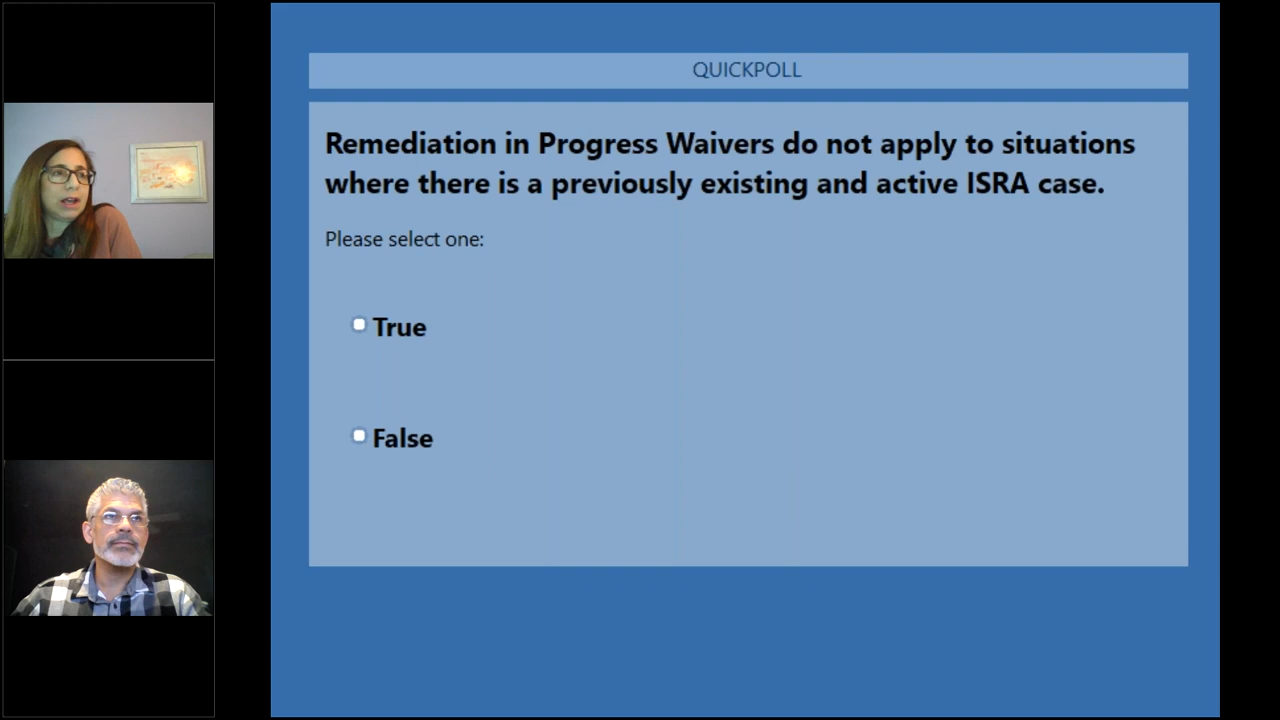 QUICKPOLL
Remediation in Progress Waivers do not apply to situations
where there is a previously existing and active ISRA case.
Please select one:
True
False